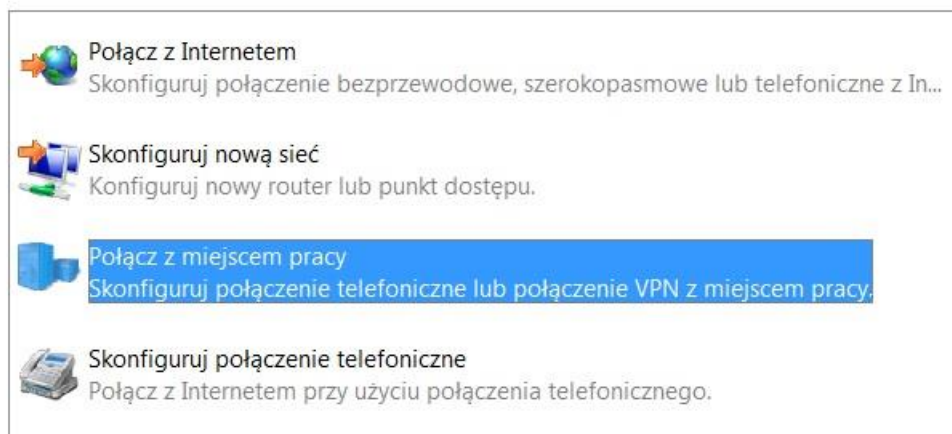 Połącz z Internetem
Skonfiguruj połączenie bezprzewodowe, szerokopasmowe lub telefoniczne z In...
Skonfiguruj nową sieć
Konfiguruj nowy router lub punkt dostępu.
Połącz z miejscem pracy
Skonfiguruj połączenie telefoniczne lub połączenie VPN z miejscem pracy.
Skonfiguruj połączenie telefoniczne
Połącz z Internetem przy użyciu połączenia telefonicznego.